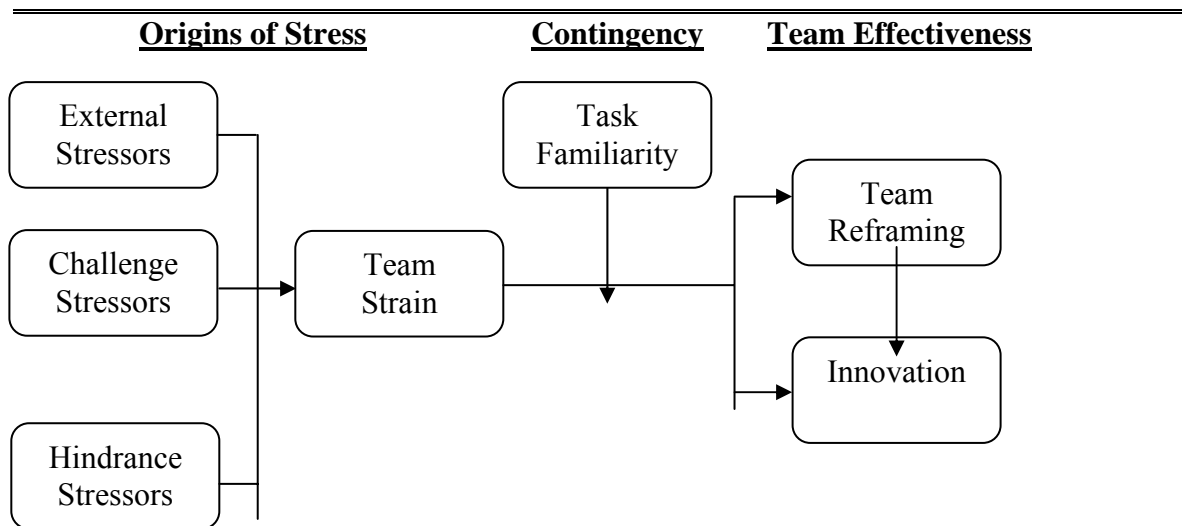 Origins of Stress Contingency Team Effectiveness
External
Stressors
Task
Familiarity
Team
Reframing
Challenge
Stressors
Team
Strain
Innovation
Hindrance
Stressors